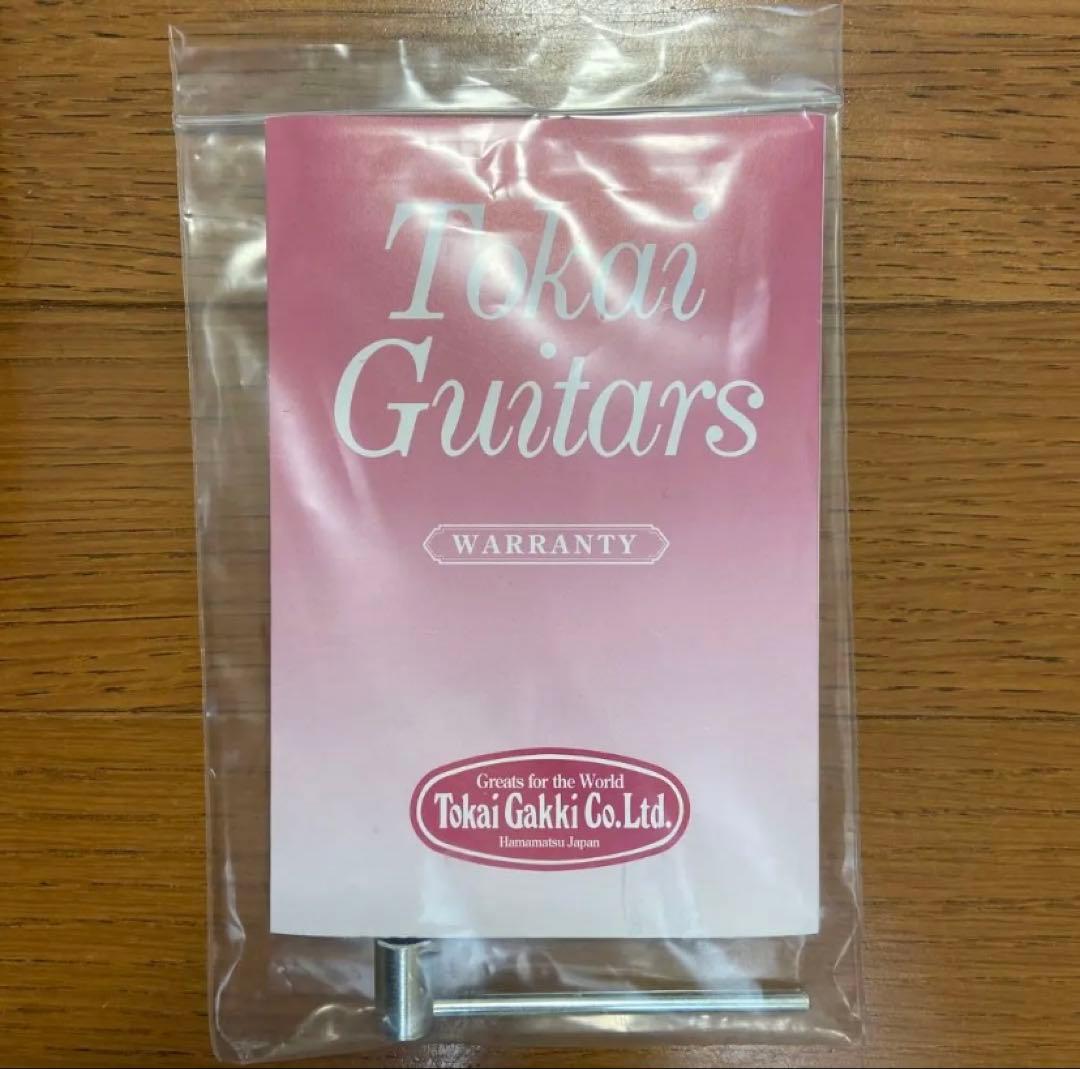 Tokai
Guitars
WARRANTY
Greats for the World
Tokai Gakki Co.Ltd.
Hamamatsu Japan